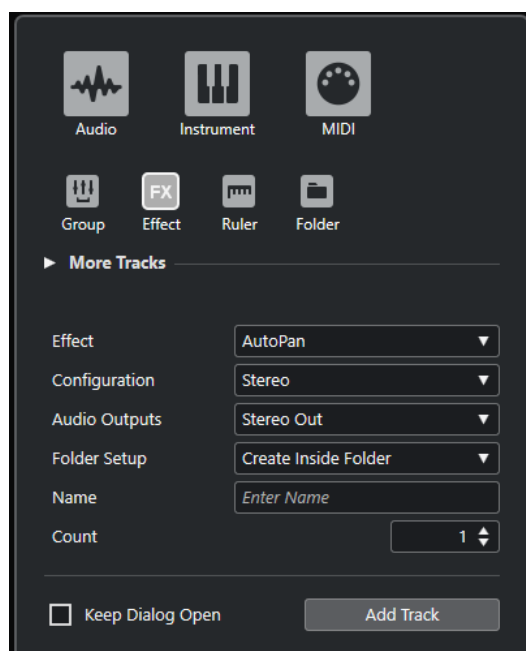 Audio Instrument MIDI
FX
Group Effect Ruler Folder
More Tracks
Effect AutoPan
Configuration Stereo
Audio Outputs Stereo Out
Folder Setup Create Inside Folder
Name Enter Name
Count 1
Keep Dialog Open Add Track